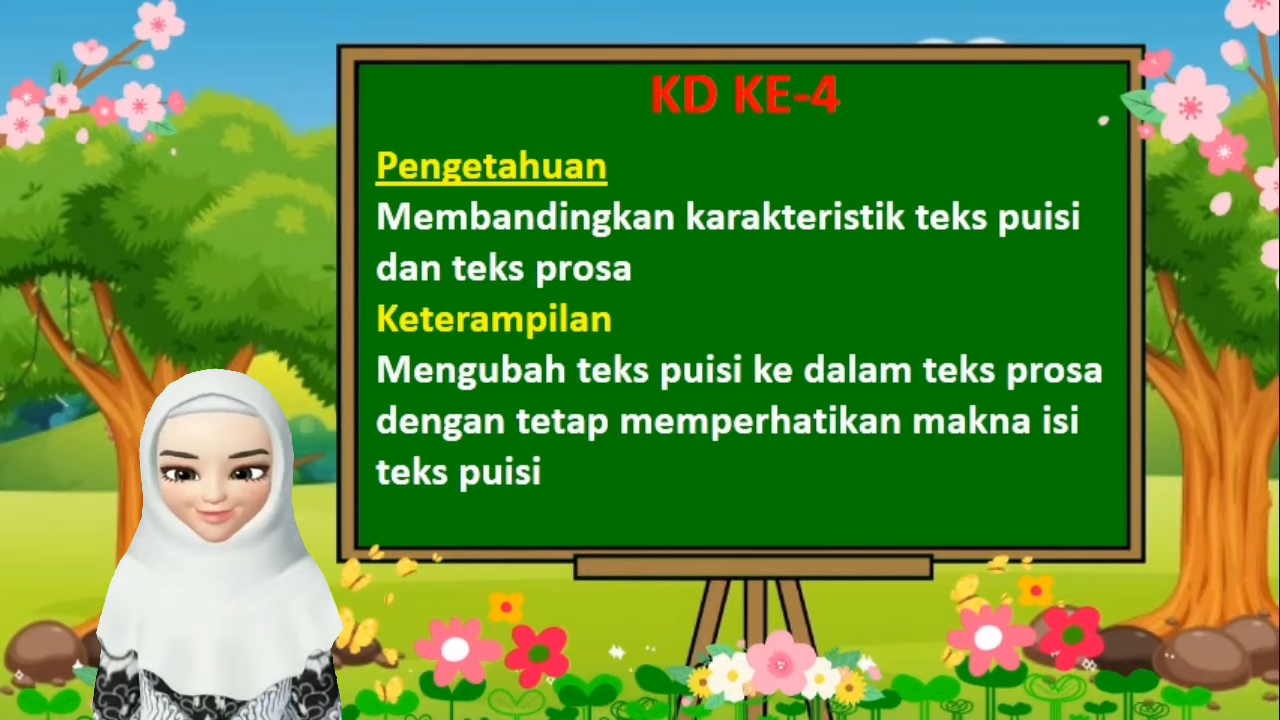 KD KE-4
Pengetahuan
Membandingkan karakteristik teks puisi
dan teks prosa
Keterampilan
Mengubah teks puisi ke dalam teks prosa
dengan tetap memperhatikan makna isi
teks puisi